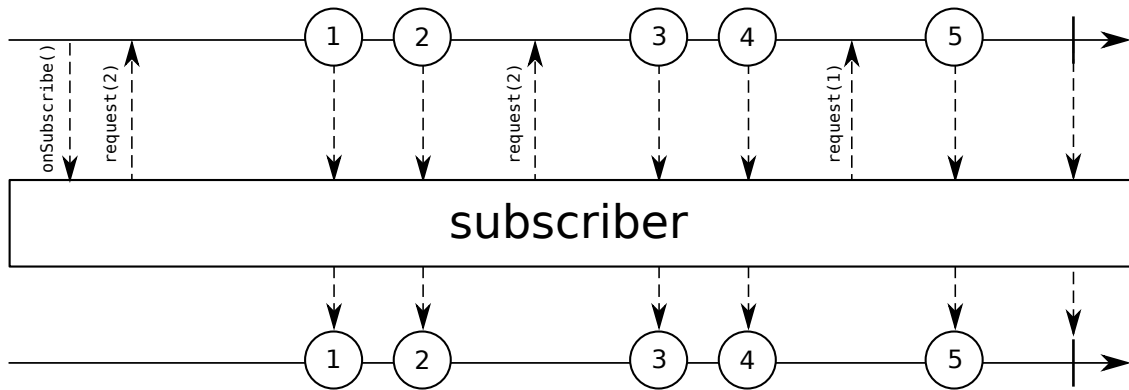 1 2 3 4 5
onSubscribe()
request(2)
request(2)
request(1)
subscriber
1 2 3 4 5